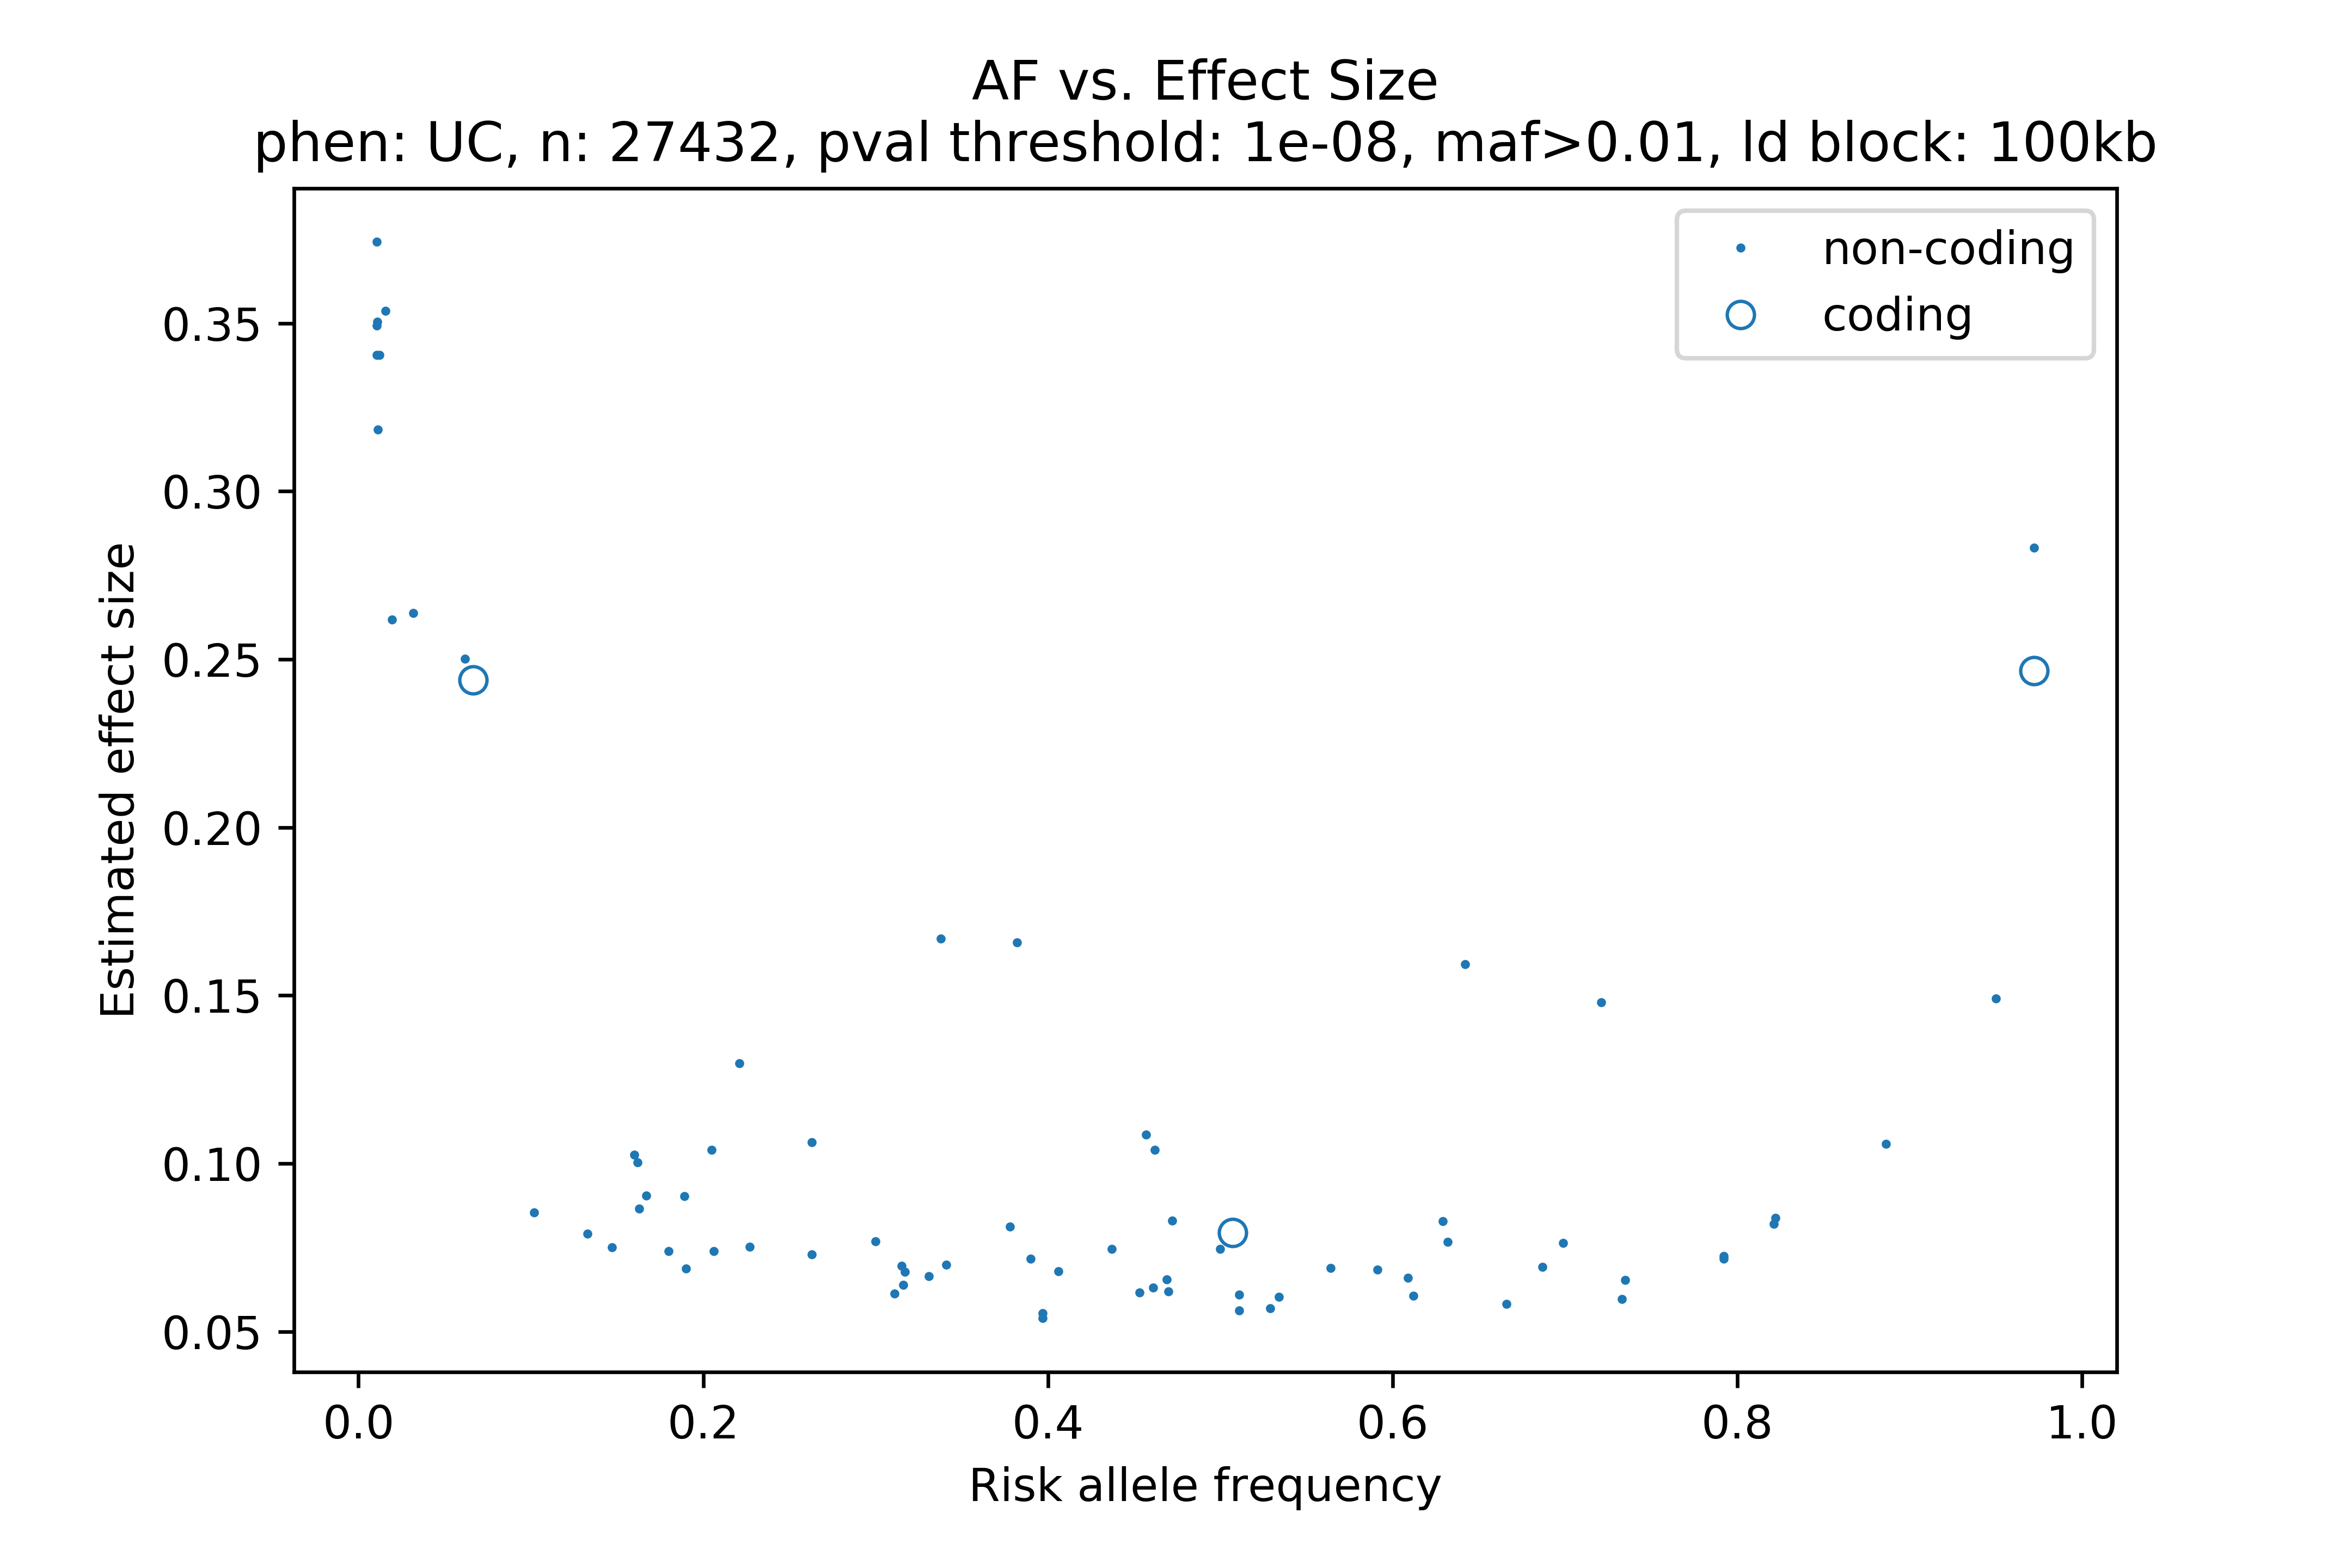 AF vs. Effect Size
phen: UC, n: 27432, pval threshold: 1e-08, maf>0.01, ld block: 100kb
non-coding
coding
0.35
0.30
0.25
0.20
0.15
0.10
0.05
Estimated effect size
0.0 0.2 0.4 0.6 0.8 1.0
Risk allele frequency